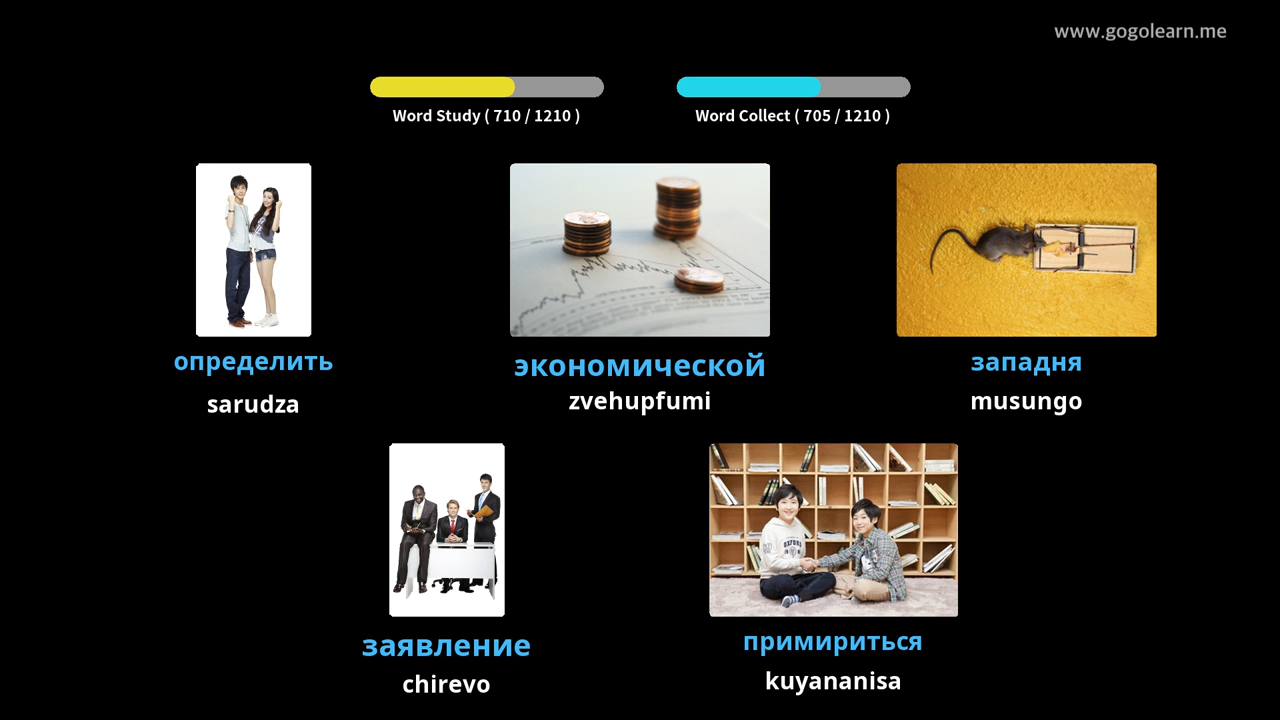 www.gogolearn.me
Word Study ( 710 / 1210 )
Word Collect ( 705 / 1210 )
определить
sarudza
экономической
zvehupfumi
западня
musungo
заявление
chirevo
примириться
kuyananisa